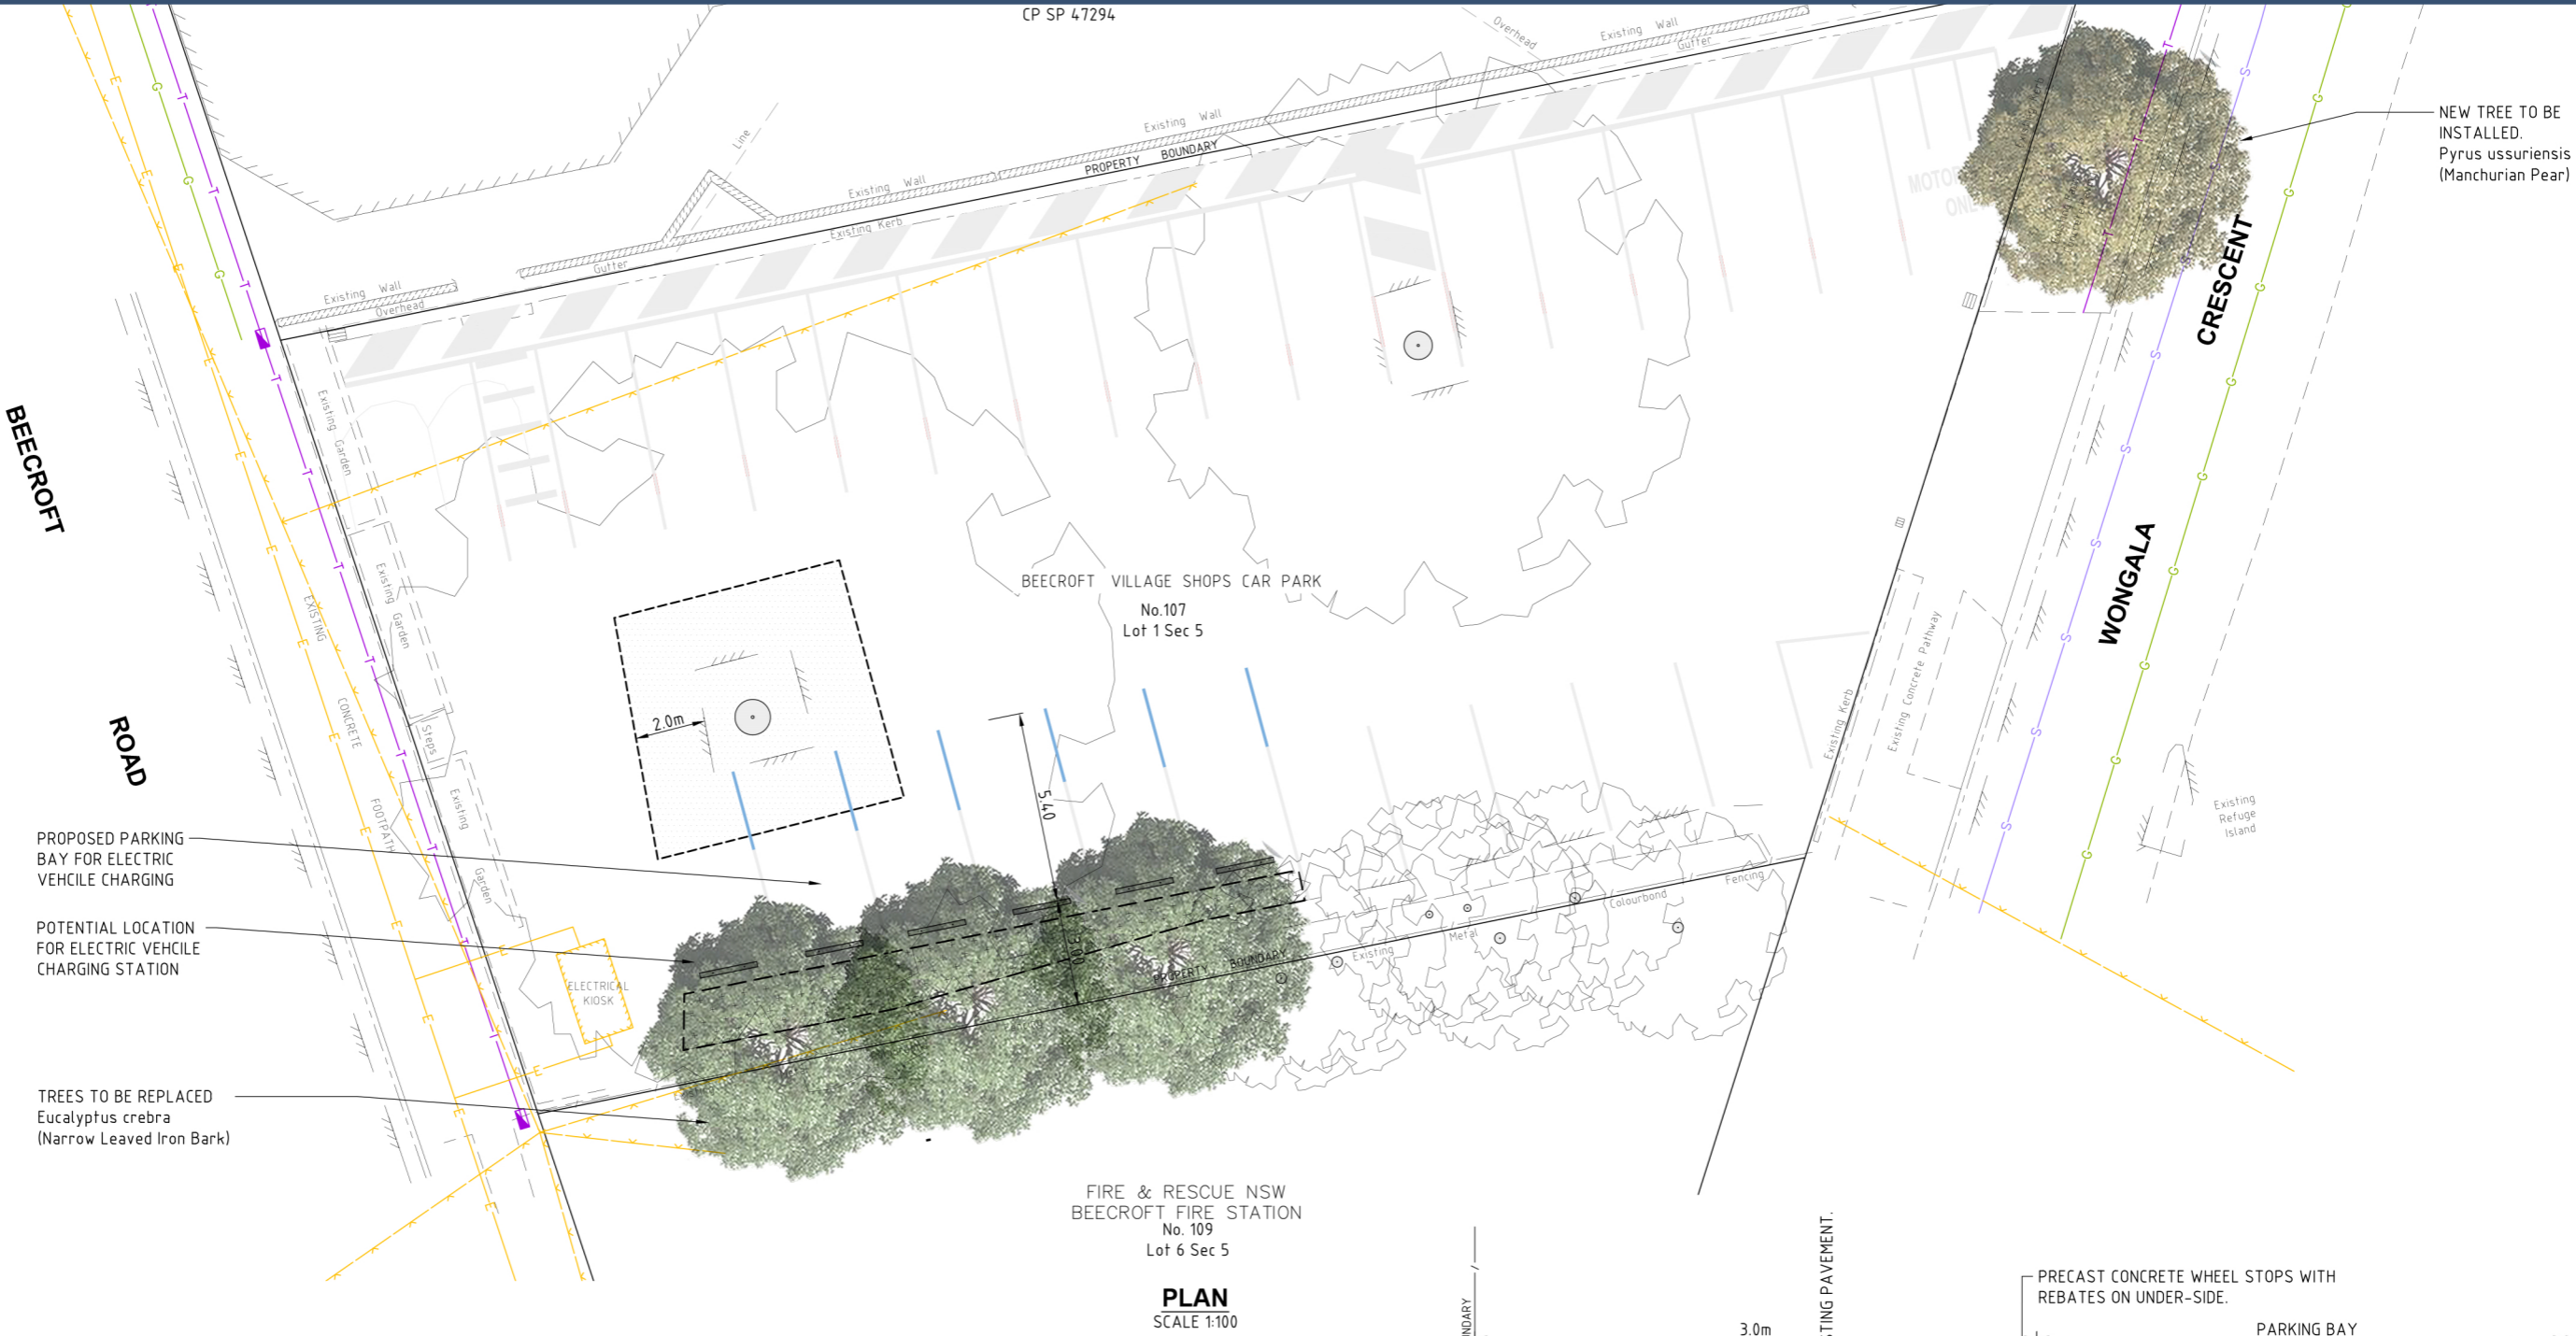 CP SP 47294
Overhead
Existing Wall
Gutter
Existing Wall
Line
PROPERTY BOUNDARY
Existing Wall
Existing Kerb
Gutter
Existing Wall
Overhead
NEW TREE TO BE
INSTALLED.
Pyrus ussuriensis
(Manchurian Pear)
WONGALA
CRESCENT
BEECROFT
ROAD
Existing Garden
Existing Garden
Steps
Existing
Garden
EXISTING
CONCRETE
FOOTPATH
BEECROFT VILLAGE SHOPS CAR PARK
No.107
Lot 1 Sec 5
2.0m
5.40
Existing Kerb
Existing Concrete Pathway
Existing
Refuge
Island
PROPOSED PARKING
BAY FOR ELECTRIC
VEHCILE CHARGING
POTENTIAL LOCATION
FOR ELECTRIC VEHCILE
CHARGING STATION
ELECTRICAL
KIOSK
TREES TO BE REPLACED
Eucalyptus crebra
(Narrow Leaved Iron Bark)
PROPERTY BOUNDARY
Existing Metal Colourbond Fencing
FIRE & RESCUE NSW
BEECROFT FIRE STATION
No. 109
Lot 6 Sec 5
PLAN
SCALE 1:100
3.0m
PRECAST CONCRETE WHEEL STOPS WITH
REBATES ON UNDER-SIDE.
PARKING BAY